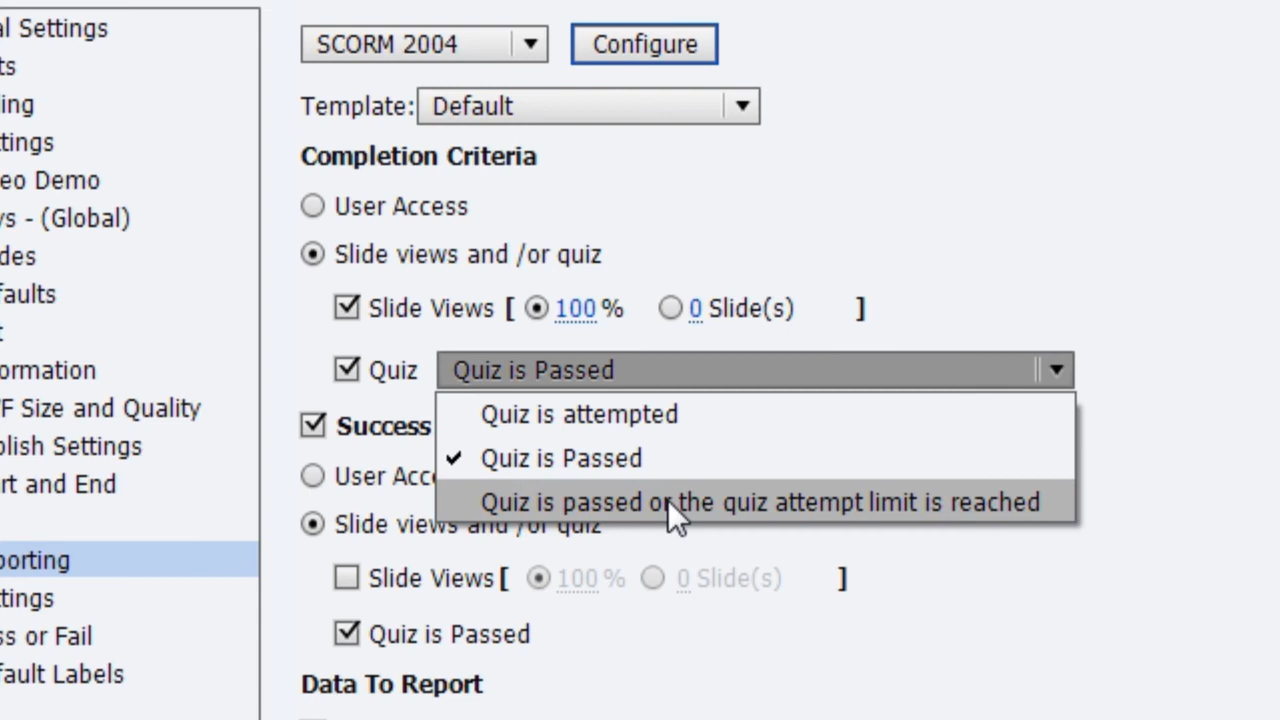 al Settings
ts
ing
ttings
eo Demo
ys - (Global)
des
faults
t
ormation
F Size and Quality
blish Settings
rt and End
porting
ttings
ss or Fail
fault Labels
SCORM 2004 Configure
Template: Default
Completion Criteria
User Access
Slide views and /or quiz
Slide Views [ 100 % 0 Slide(s) ]
Quiz Quiz is Passed
Quiz is attempted
Quiz is Passed
Quiz is passed or the quiz attempt limit is reached
Success
User Acce
Slide views and /or quiz
Slide Views [ 100 % 0 Slide(s) ]
Quiz is Passed
Data To Report